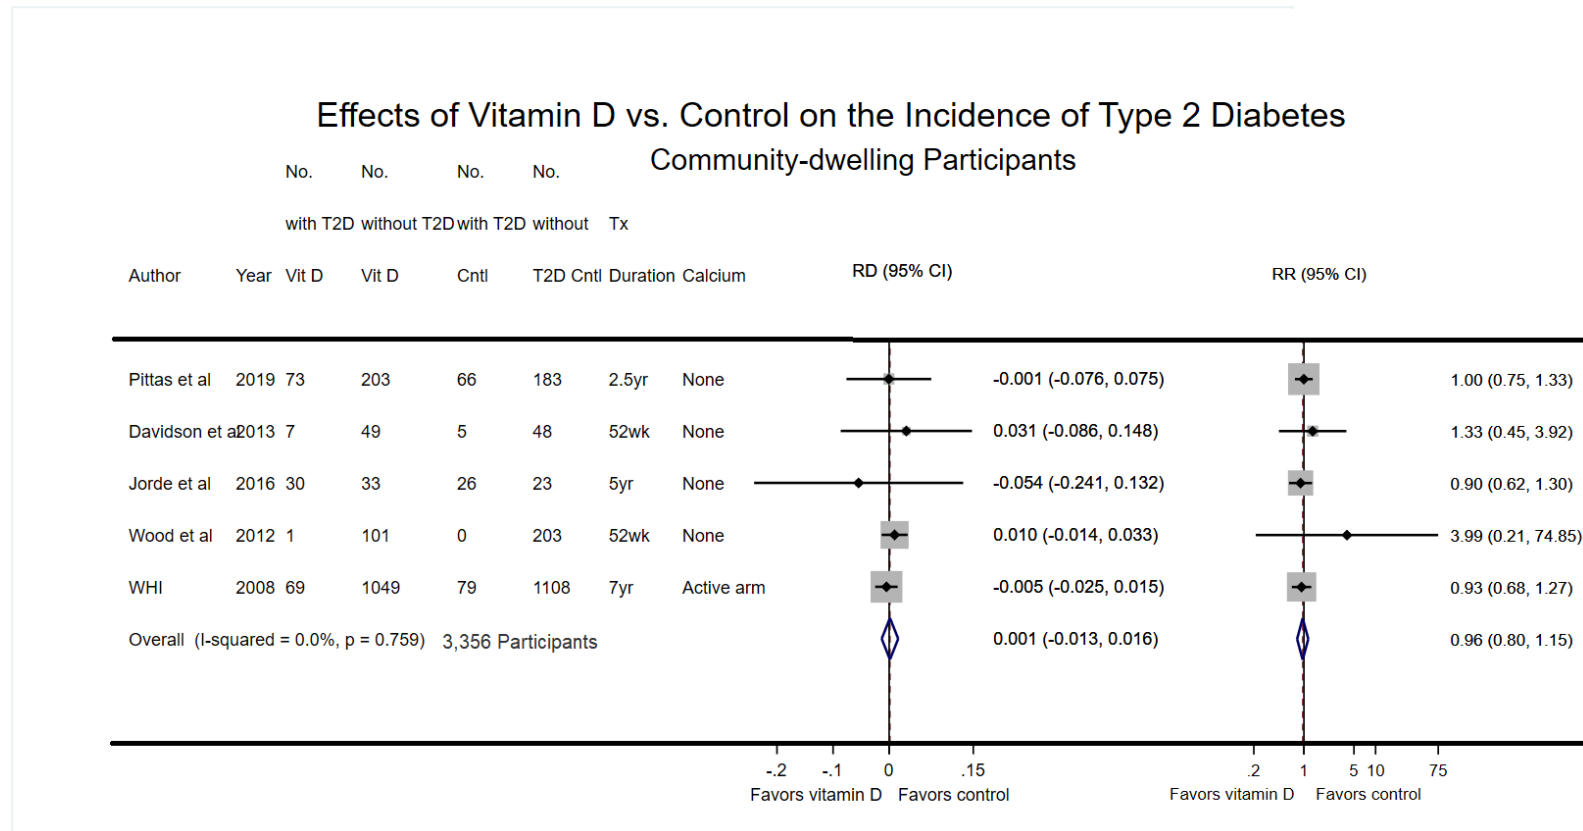 Effects of Vitamin D vs. Control on the Incidence of Type 2 Diabetes
Community-dwelling Participants
No. No. No. No.
with T2D without T2D with T2D without Tx
Author Year Vit D Vit D Cntl T2D Cntl Duration Calcium RD (95% CI) RR (95% CI)
Pittas et al 2019 73 203 66 183 2.5yr None -0.001 (-0.076, 0.075) 1.00 (0.75, 1.33)
Davidson et al 2013 7 49 5 48 52wk None 0.031 (-0.086, 0.148) 1.33 (0.45, 3.92)
Jorde et al 2016 30 33 26 23 5yr None -0.054 (-0.241, 0.132) 0.90 (0.62, 1.30)
Wood et al 2012 1 101 0 203 52wk None 0.010 (-0.014, 0.033) 3.99 (0.21, 74.85)
WHI 2008 69 1049 79 1108 7yr Active arm -0.005 (-0.025, 0.015) 0.93 (0.68, 1.27)
Overall (I-squared = 0.0%, p = 0.759) 3,356 Participants 0.001 (-0.013, 0.016) 0.96 (0.80, 1.15)
-.2 -.1 0 .15 .2 1 5 10 75
Favors vitamin D Favors control Favors vitamin D Favors control